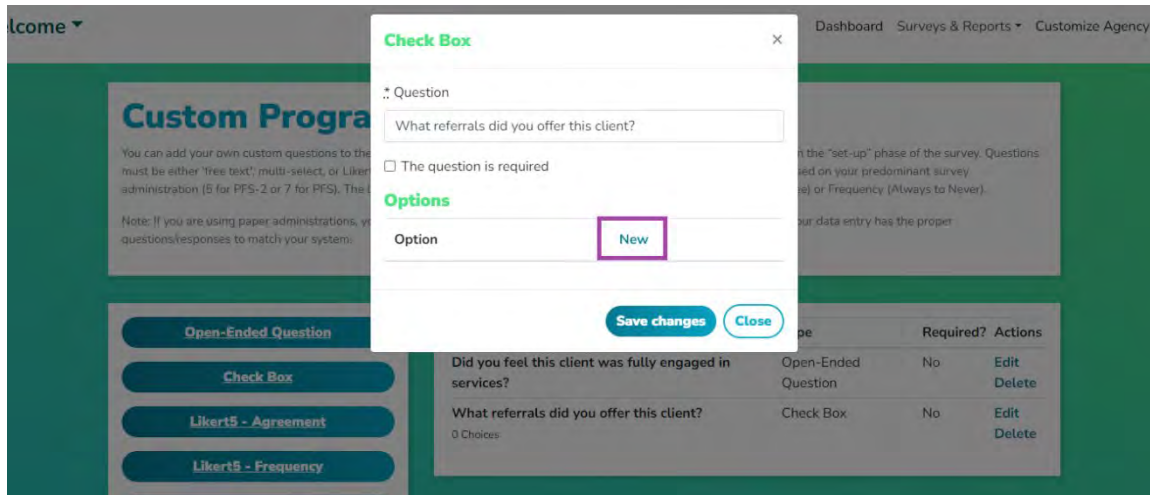 lcome
Dashboard Surveys & Reports Customize Agency
Check Box
×
* Question
What referrals did you offer this client?
The question is required
Options
Option New
Save changes Close
Custom Progra
You can add your own custom questions to the
must be either "free text", multi-select, or Liker
administration (6 for PFS-2 or 7 for PFS). The
Note: If you are using paper administrations,
questions/responses to match your system.
n the "set-up" phase of the survey. Questions
ed on your predominant survey
ee) or Frequency (Always to Never).
our data entry has the proper
Open-Ended Question
Check Box
Likert5 - Agreement
Likert5 - Frequency
pe Required? Actions
Did you feel this client was fully engaged in services? Open-Ended Question No Edit Delete
What referrals did you offer this client? Check Box No Edit
0 Choices Delete